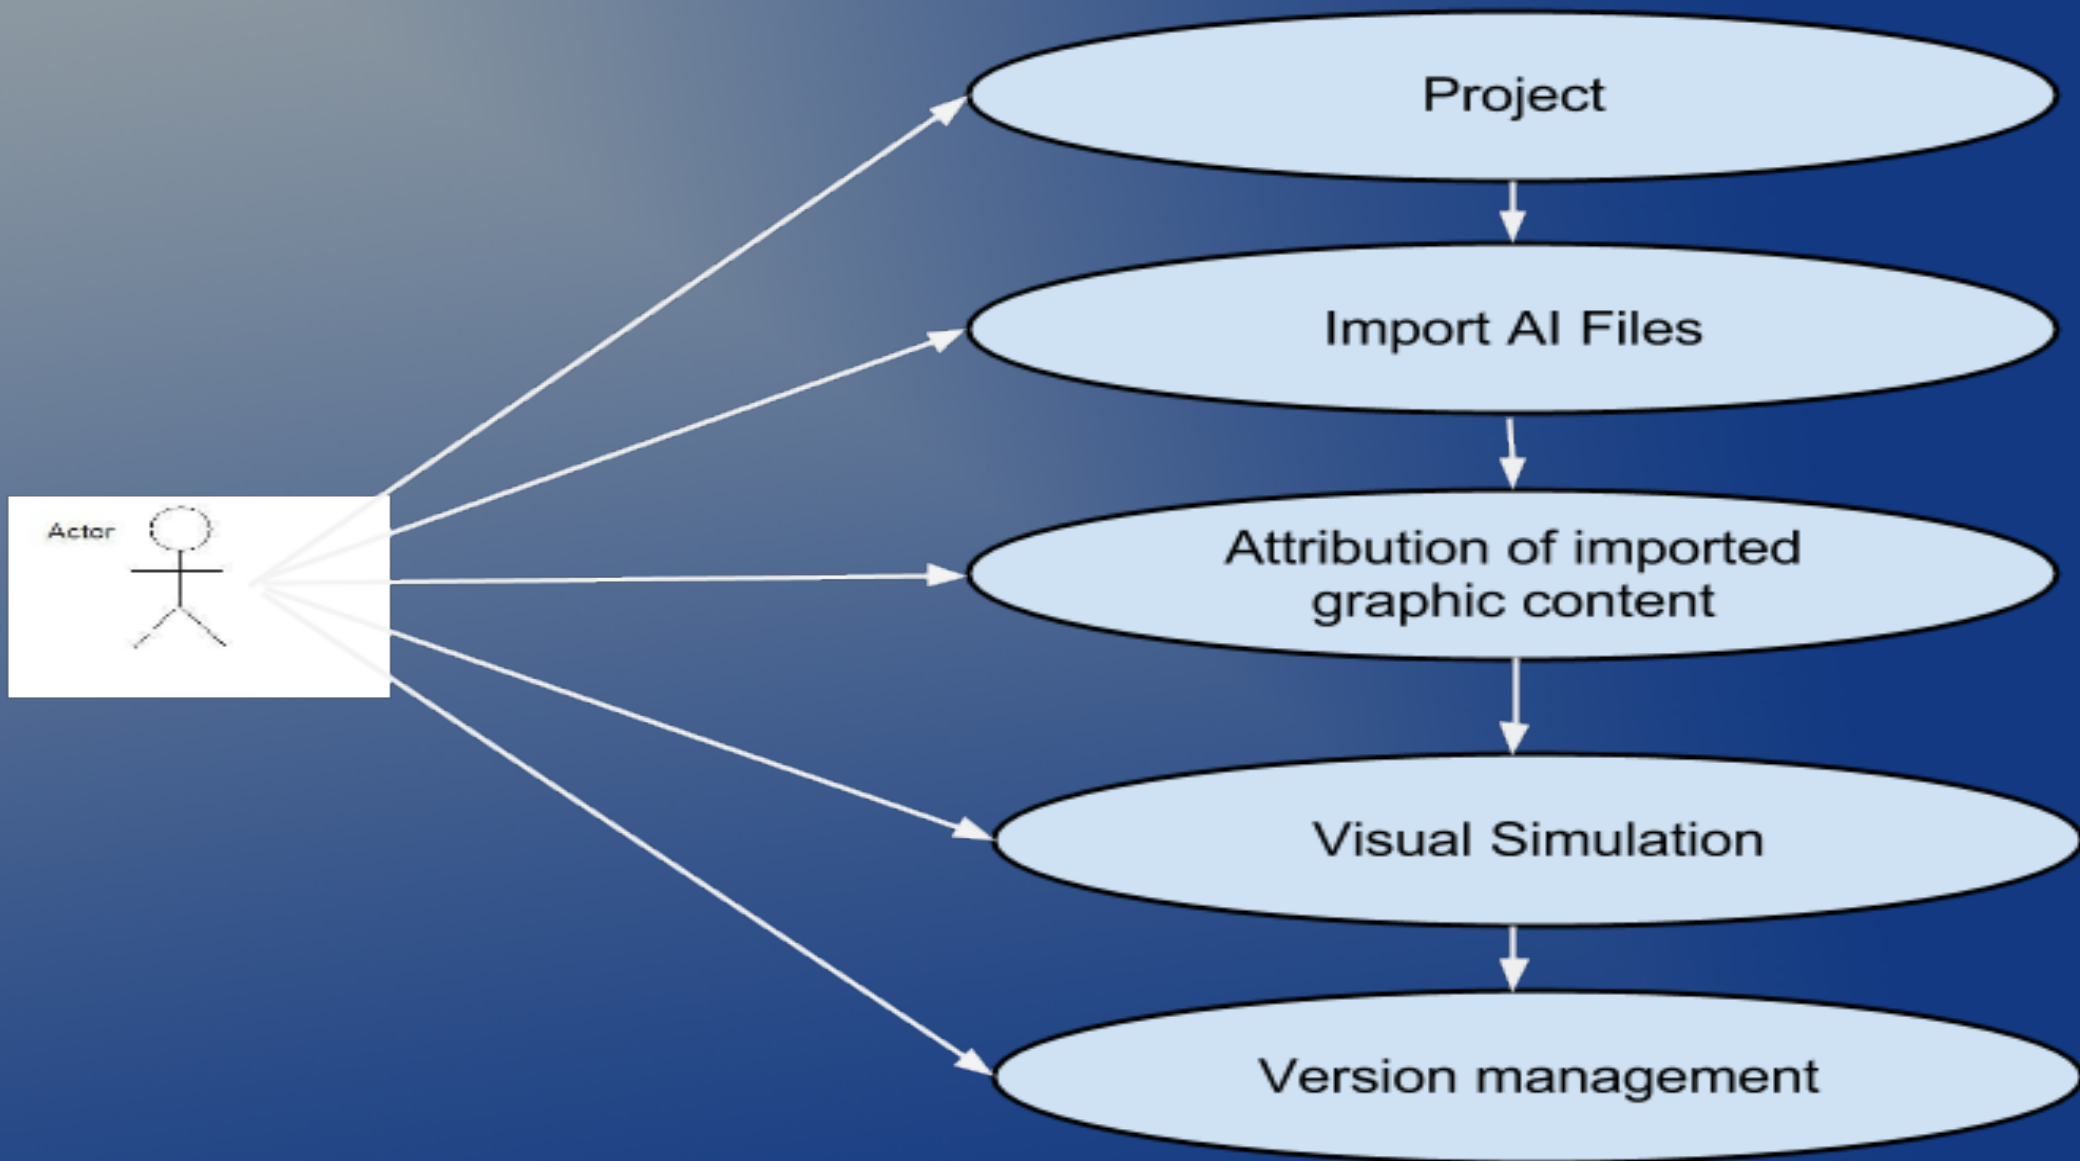 Project
Import AI Files
Actor
Attribution of imported
graphic content
Visual Simulation
Version management